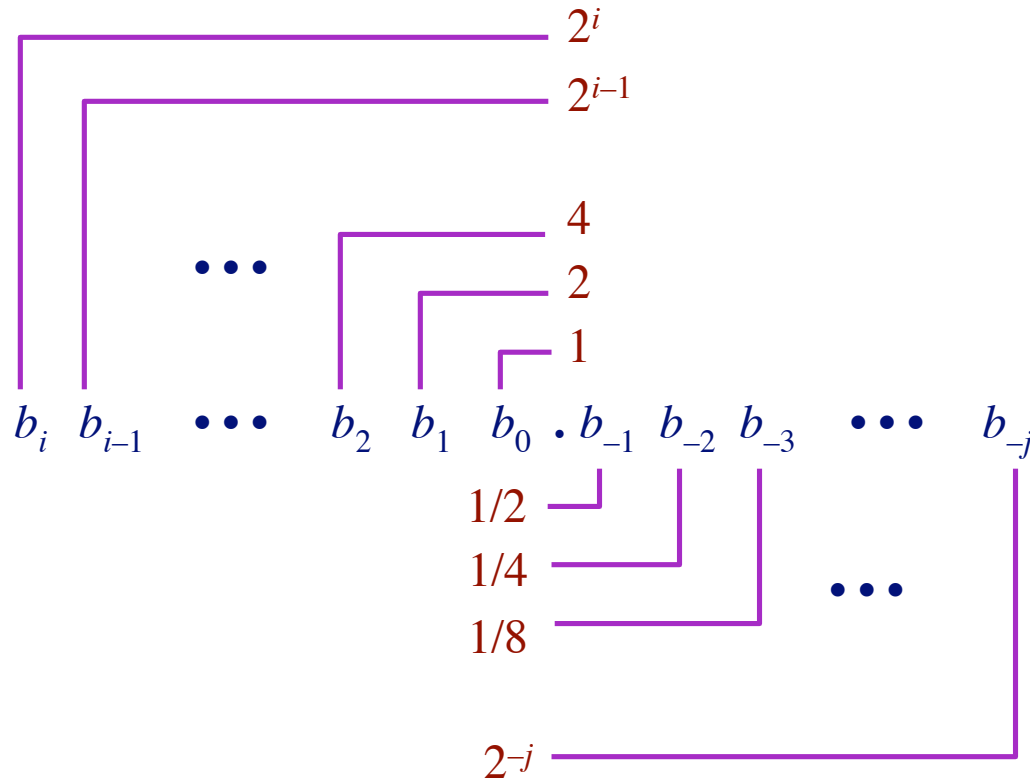 2^i
2^{i–1}
4
•••
2
1
b_i b_{i–1} ••• b_2 b_1 b_0 . b_{–1} b_{–2} b_{–3} ••• b_{–j}
1/2
1/4
•••
1/8
2^{–j}